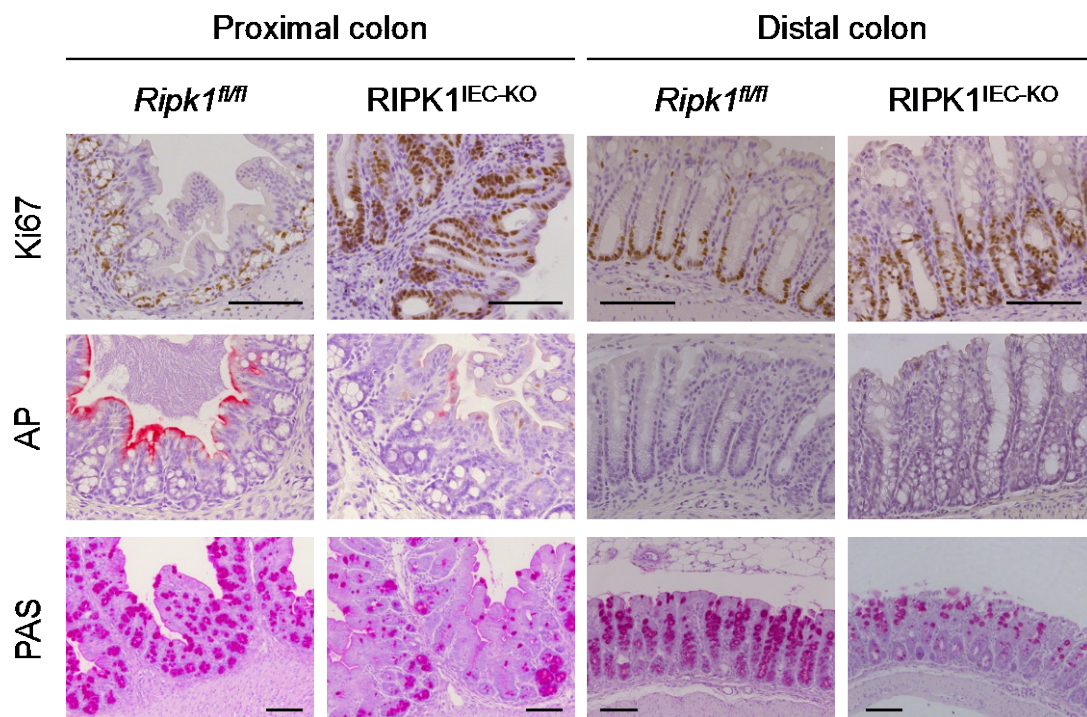 Proximal colon Distal colon
Ripk1fl/fl RIPK1IEC-KO Ripk1fl/fl RIPK1IEC-KO
Ki67
AP
PAS